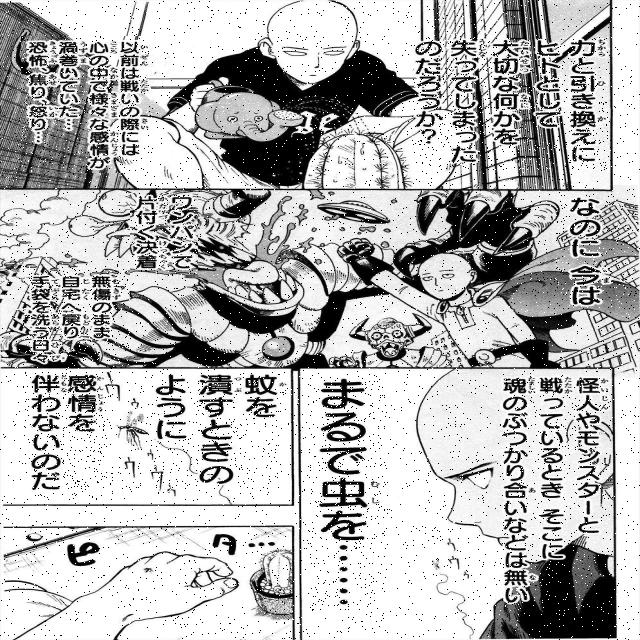 力と引き換えに
ヒトとして
大切な何かを
失ってしまった
のだろうか?
以前は戦いの際には
心の中で様々な感情が
渦巻いていた…
恐怖 焦り 怒り…
なのに 今は
ワンパンで
片付く決着
無傷のまま
自宅へ戻り
手袋を洗う日々
怪人やモンスターと
戦っているとき そこに
魂のぶつかり合いなどは無い
まるで虫を……
蚊を
潰すときの
ように
感情を
伴わないのだ
ゥ
ゥ
ゥ
ゥ
ピタ…